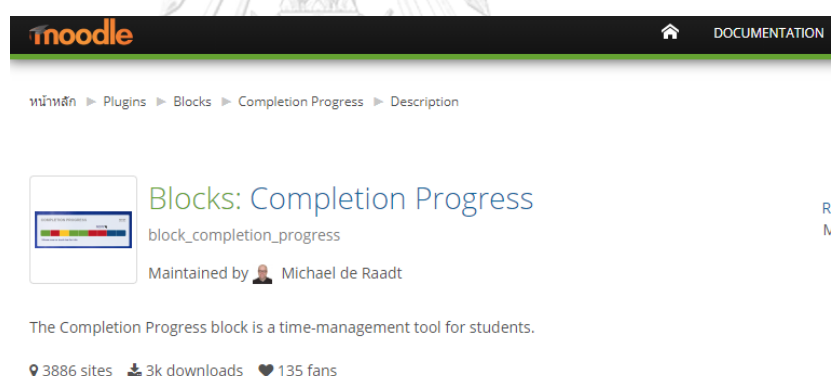 moodle
DOCUMENTATION
หน้าหลัก ► Plugins ► Blocks ► Completion Progress ► Description
Blocks: Completion Progress
block_completion_progress
Maintained by Michael de Raadt
The Completion Progress block is a time-management tool for students.
3886 sites 3k downloads 135 fans